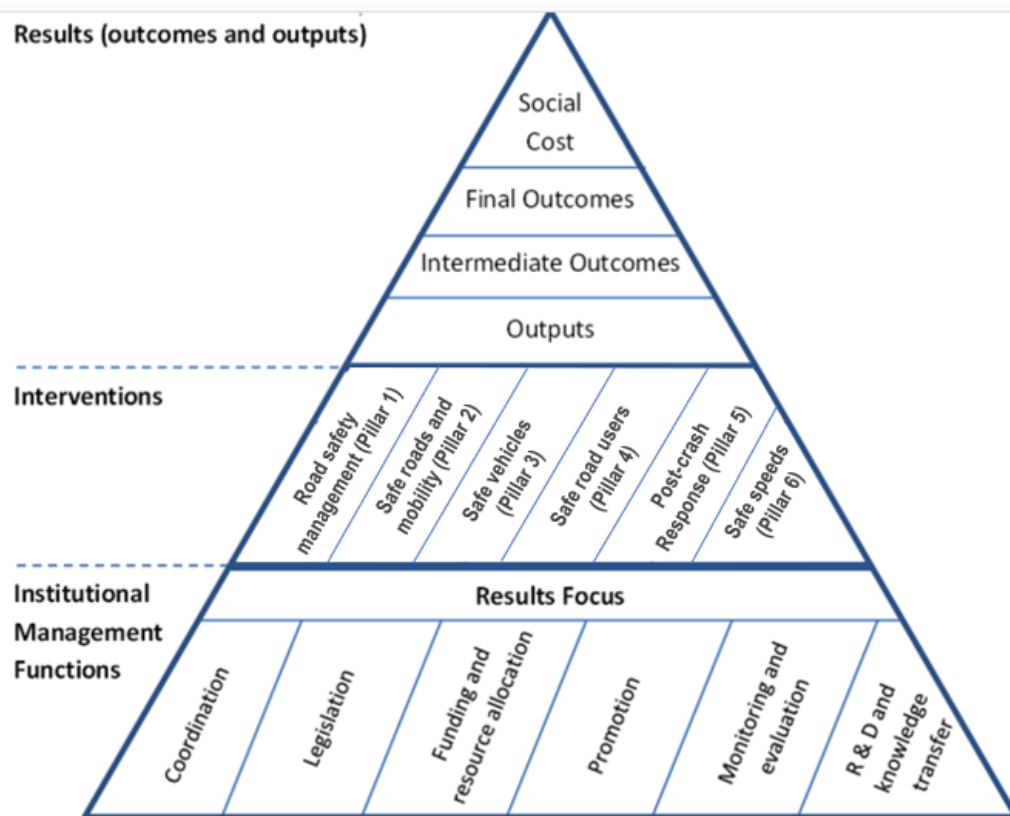 Results (outcomes and outputs)
Social
Cost
Final Outcomes
Intermediate Outcomes
Outputs
Interventions
Road safety
management (Pillar 1)
Safe roads and
mobility (Pillar 2)
Safe vehicles
(Pillar 3)
Safe road users
(Pillar 4)
Post-crash
Response (Pillar 5)
Safe speeds
(Pillar 6)
Institutional
Management
Functions
Results Focus
Coordination
Legislation
Funding and
resource allocation
Promotion
Monitoring and
evaluation
R & D and
knowledge
transfer